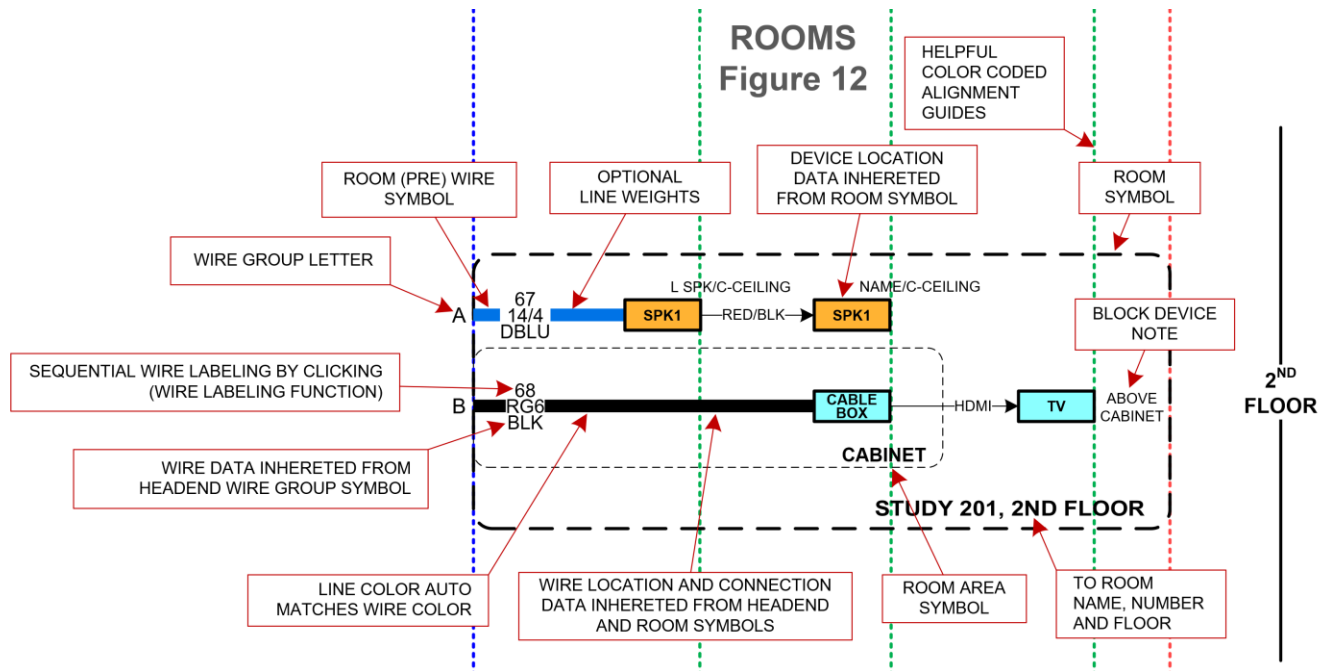 ROOMS
Figure 12
HELPFUL
COLOR CODED
ALIGNMENT
GUIDES
ROOM (PRE) WIRE
SYMBOL
OPTIONAL
LINE WEIGHTS
DEVICE LOCATION
DATA INHERETED
FROM ROOM SYMBOL
ROOM
SYMBOL
WIRE GROUP LETTER
L SPK/C-CEILING
NAME/C-CEILING
A
67
14/4
DBLU
SPK1
RED/BLK
SPK1
BLOCK DEVICE
NOTE
SEQUENTIAL WIRE LABELING BY CLICKING
(WIRE LABELING FUNCTION)
B
68
RG6
BLK
CABLE
BOX
HDMI
TV
ABOVE
CABINET
2ND
FLOOR
CABINET
WIRE DATA INHERETED FROM
HEADEND WIRE GROUP SYMBOL
STUDY 201, 2ND FLOOR
LINE COLOR AUTO
MATCHES WIRE COLOR
WIRE LOCATION AND CONNECTION
DATA INHERETED FROM HEADEND
AND ROOM SYMBOLS
ROOM AREA
SYMBOL
TO ROOM
NAME, NUMBER
AND FLOOR